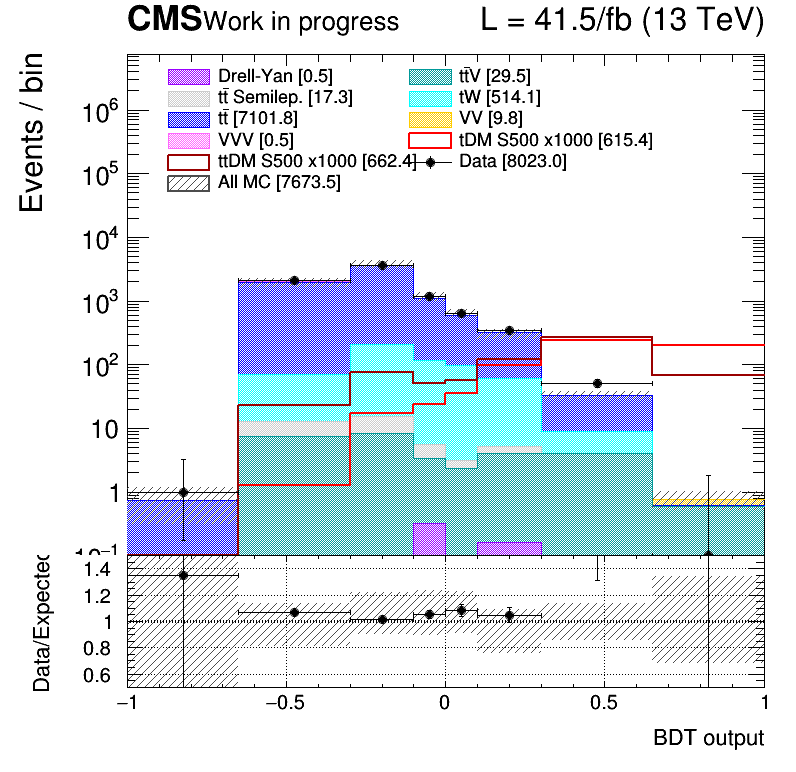 CMS Work in progress L = 41.5/fb (13 TeV)
Events / bin
Drell-Yan [0.5] tt̄V [29.5]
tt̄ Semilep. [17.3] tW [514.1]
tt̄ [7101.8] VV [9.8]
VVV [0.5] tDM S500 x1000 [615.4]
ttDM S500 x1000 [662.4] Data [8023.0]
All MC [7673.5]
10⁶
10⁵
10⁴
10³
10²
10
1
10⁻¹
Data/Expected
1.4
1.2
1
0.8
0.6
−1 −0.5 0 0.5 1
BDT output